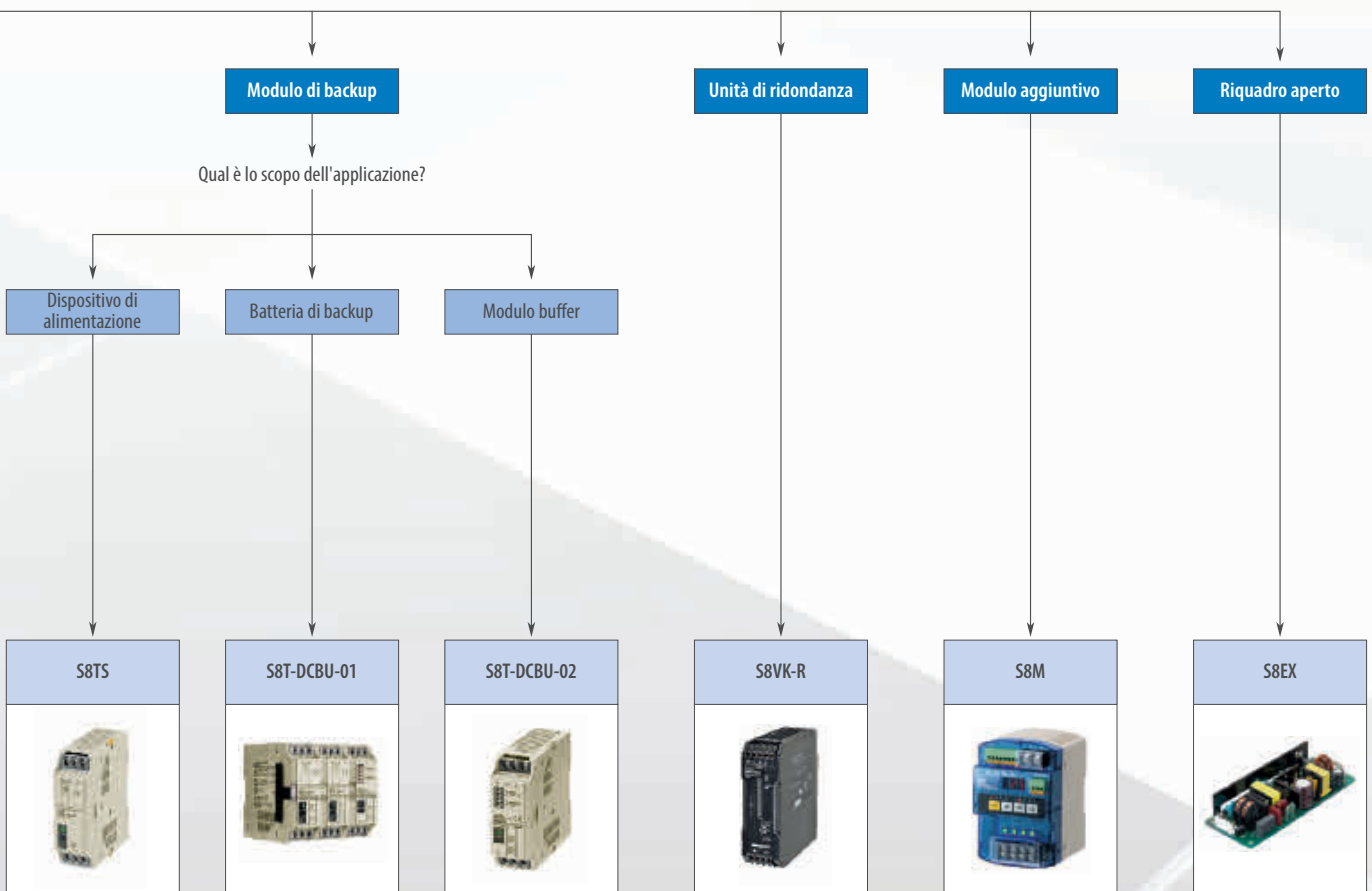 Modulo di backup
Unità di ridondanza
Modulo aggiuntivo
Riquadro aperto
Qual è lo scopo dell'applicazione?
Dispositivo di
alimentazione
Batteria di backup
Modulo buffer
S8TS
S8T-DCBU-01
S8T-DCBU-02
S8VK-R
S8M
S8EX